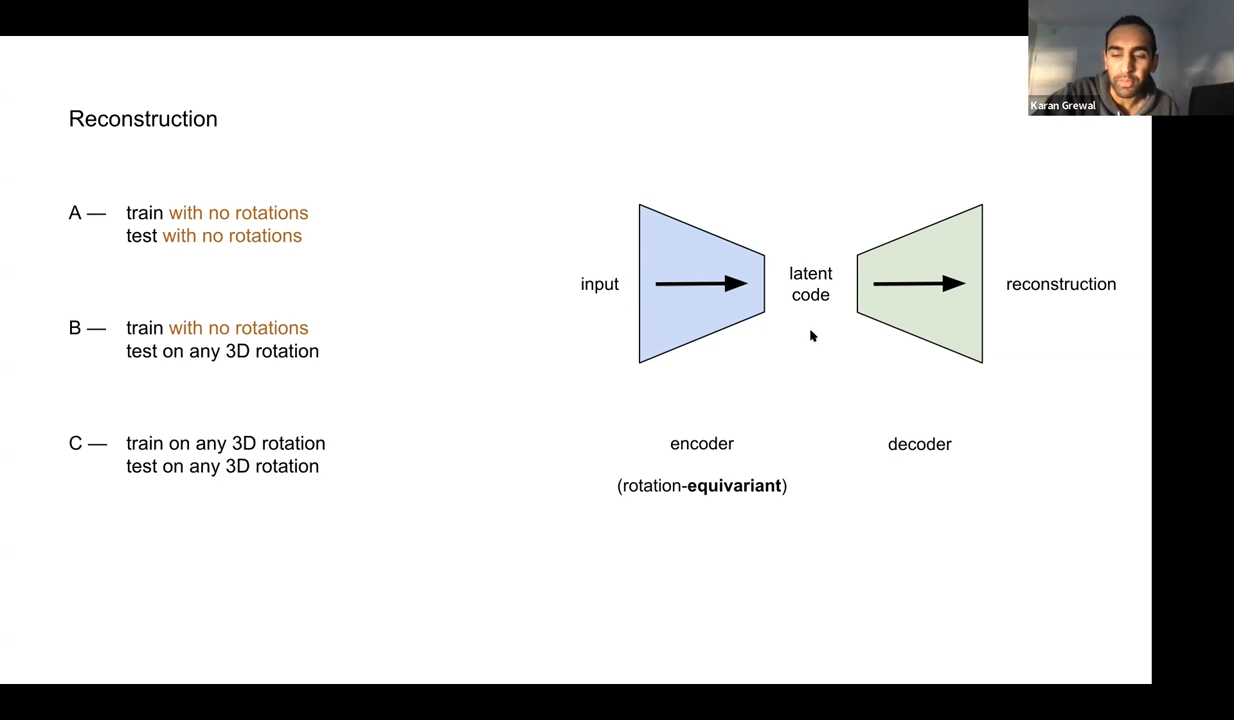 Karan Grewal
Reconstruction
A — train with no rotations
test with no rotations
B — train with no rotations
test on any 3D rotation
C — train on any 3D rotation
test on any 3D rotation
input
latent
code
reconstruction
encoder
decoder
(rotation-equivariant)